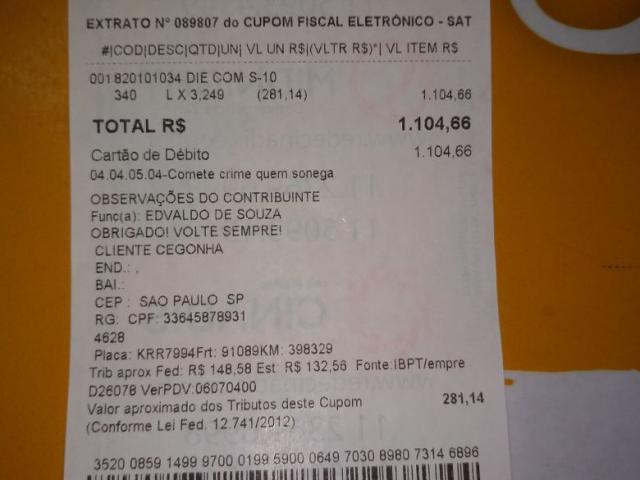 EXTRATO Nº 089807 do CUPOM FISCAL ELETRÔNICO - SAT
#|COD|DESC|QTD|UN| VL UN R$|(VLTR R$)*| VL ITEM R$
001 820101034 DIE COM S-10
340 L X 3,249 (281,14) 1.104,66
TOTAL R$ 1.104,66
Cartão de Débito 1.104,66
04.04.05.04-Comete crime quem sonega
OBSERVAÇÕES DO CONTRIBUINTE
Func(a): EDVALDO DE SOUZA
OBRIGADO! VOLTE SEMPRE!
CLIENTE CEGONHA
END.: ,
BAI.:
CEP : SAO PAULO SP
RG: CPF: 33645878931
4628
Placa: KRR7994Frt: 91089KM: 398329
Trib aprox Fed: R$ 148,58 Est: R$ 132,56 Fonte:IBPT/empre
D26078 VerPDV:06070400
Valor aproximado dos Tributos deste Cupom 281,14
(Conforme Lei Fed. 12.741/2012)
3520 0859 1499 9700 0199 5900 0649 7030 8980 7314 6896